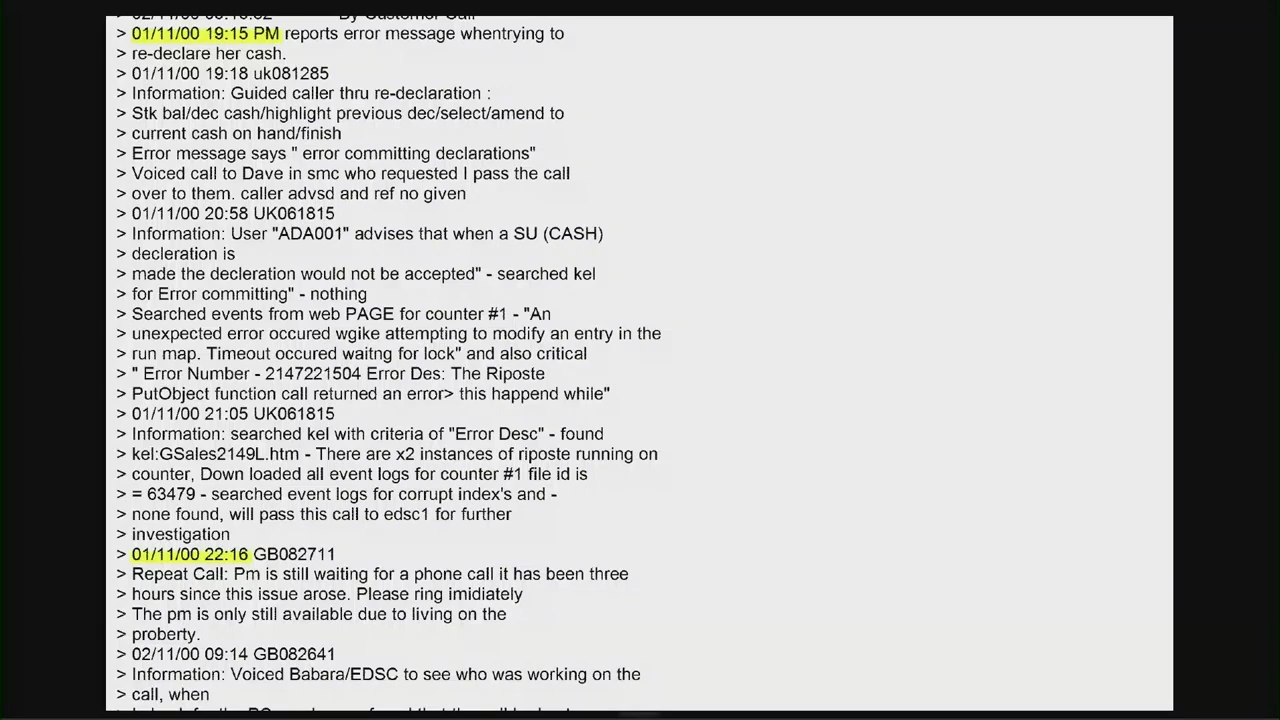 By Customer Call
> 01/11/00 19:15 PM reports error message whentrying to
> re-declare her cash.
> 01/11/00 19:18 uk081285
> Information: Guided caller thru re-declaration :
> Stk bal/dec cash/highlight previous dec/select/amend to
> current cash on hand/finish
> Error message says " error committing declarations"
> Voiced call to Dave in smc who requested I pass the call
> over to them. caller advsd and ref no given
> 01/11/00 20:58 UK061815
> Information: User "ADA001" advises that when a SU (CASH)
> decleration is
> made the decleration would not be accepted" - searched kel
> for Error committing" - nothing
> Searched events from web PAGE for counter #1 - "An
> unexpected error occured wgike attempting to modify an entry in the
> run map. Timeout occured waitng for lock" and also critical
> " Error Number - 2147221504 Error Des: The Riposte
> PutObject function call returned an error> this happend while"
> 01/11/00 21:05 UK061815
> Information: searched kel with criteria of "Error Desc" - found
> kel:GSales2149L.htm - There are x2 instances of riposte running on
> counter, Down loaded all event logs for counter #1 file id is
> = 63479 - searched event logs for corrupt index's and -
> none found, will pass this call to edsc1 for further
> investigation
> 01/11/00 22:16 GB082711
> Repeat Call: Pm is still waiting for a phone call it has been three
> hours since this issue arose. Please ring imidiately
> The pm is only still available due to living on the
> proberty.
> 02/11/00 09:14 GB082641
> Information: Voiced Babara/EDSC to see who was working on the
> call, when